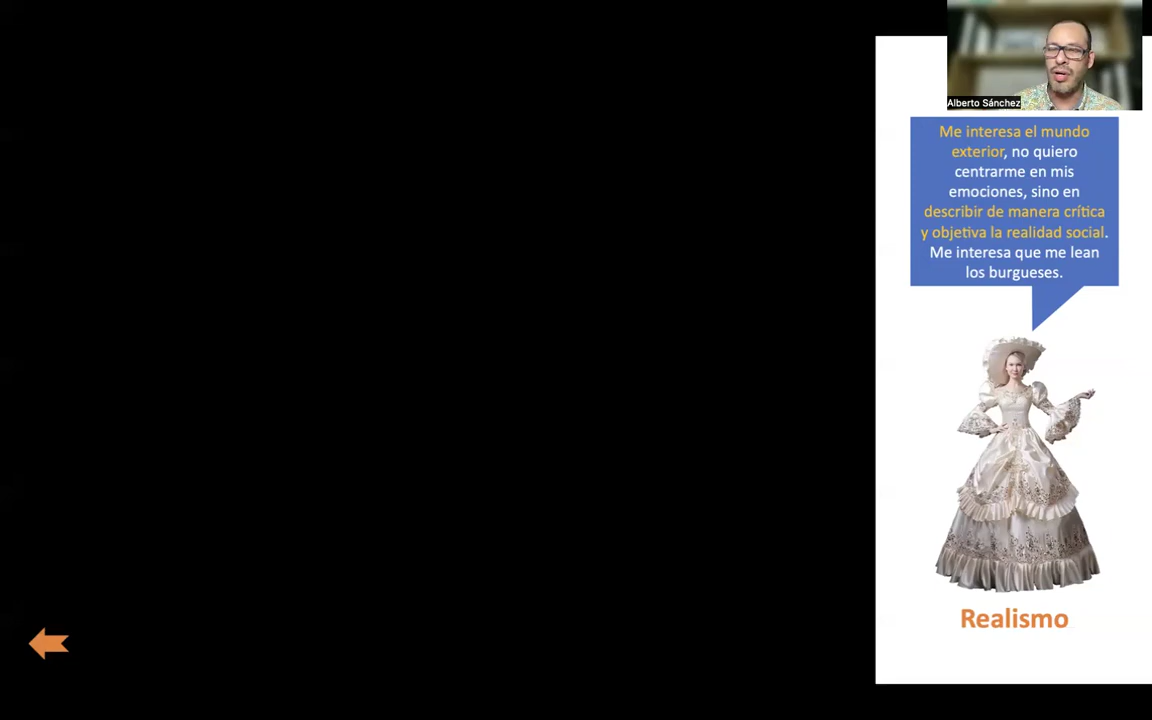 Alberto Sánchez
Me interesa el mundo
exterior, no quiero
centrarme en mis
emociones, sino en
describir de manera crítica
y objetiva la realidad social.
Me interesa que me lean
los burgueses.
Realismo